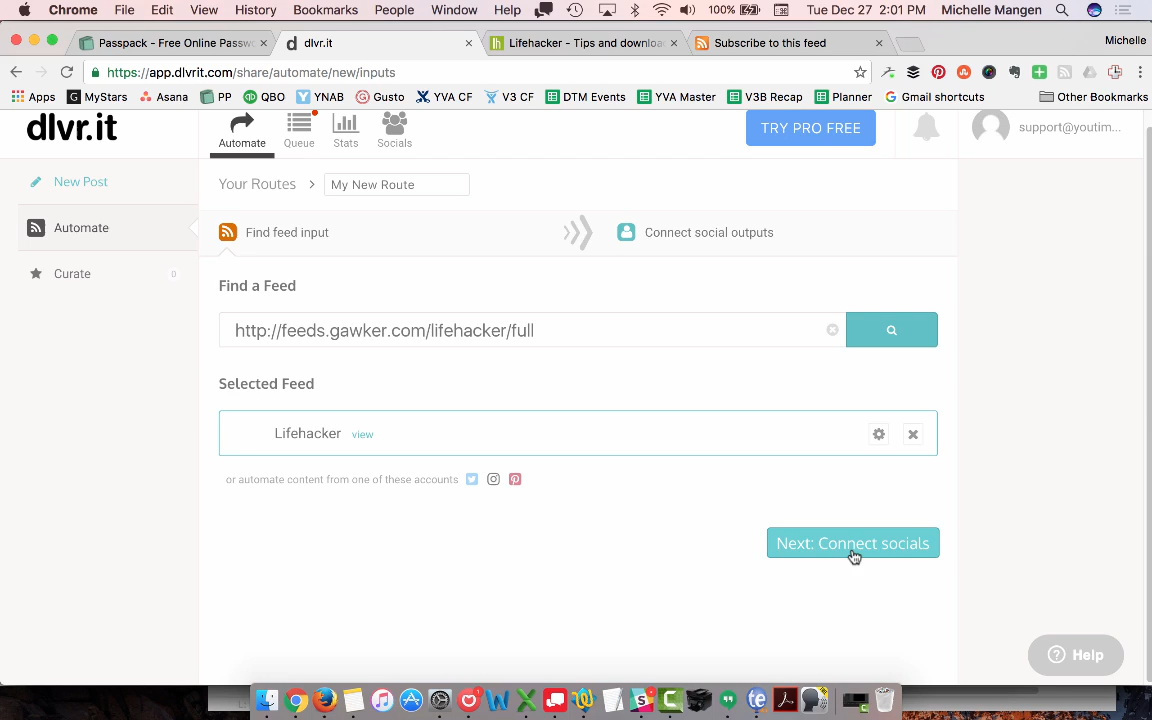 Chrome File Edit View History Bookmarks People Window Help 100% Tue Dec 27 2:01 PM Michelle Mangen
Passpack - Free Online Passw dlvr.it Lifehacker - Tips and downloa Subscribe to this feed Michelle
https://app.dlvrit.com/share/automate/new/inputs
Apps MyStars Asana PP QBO YNAB Gusto YVA CF V3 CF DTM Events YVA Master V3B Recap Planner Gmail shortcuts Other Bookmarks
dlvr.it Automate Queue Stats Socials TRY PRO FREE support@youtim...
Your Routes > My New Route
New Post
Automate
Curate 0
Find feed input Connect social outputs
Find a Feed
http://feeds.gawker.com/lifehacker/full
Selected Feed
Lifehacker view
or automate content from one of these accounts
Next: Connect socials
Help